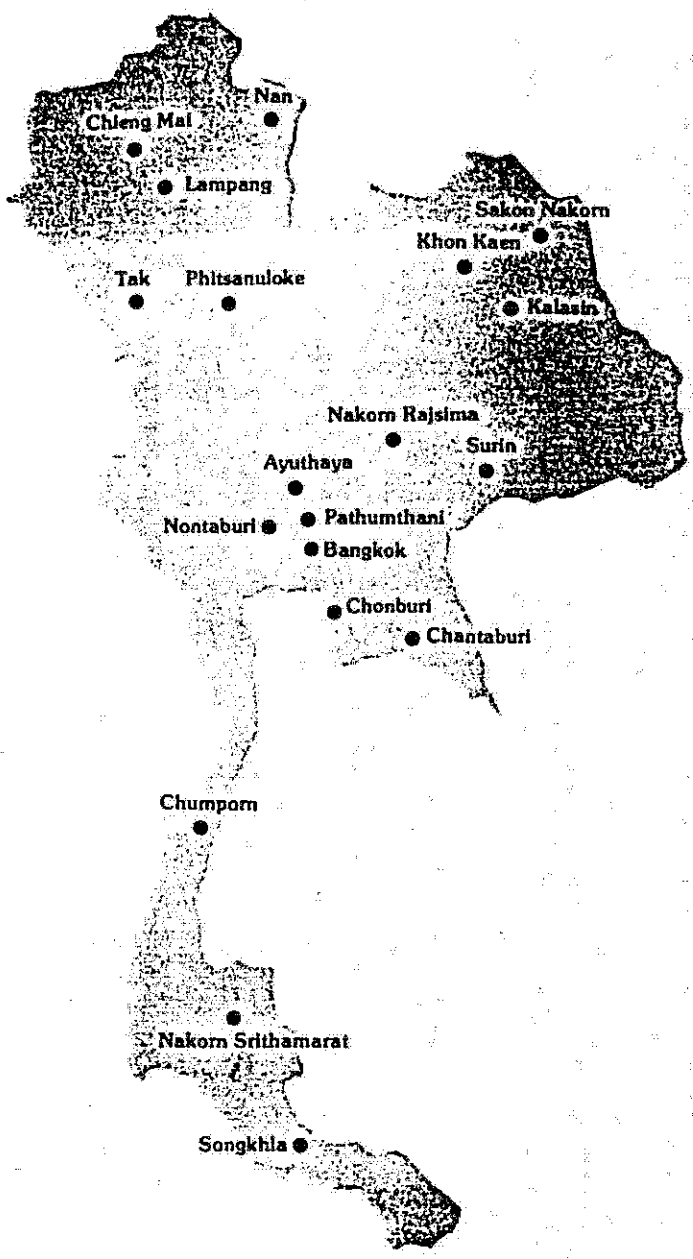 Nan
Chieng Mai
Lampang
Sakon Nakorn
Khon Kaen
Tak
Phitsanuloke
Kalasin
Nakorn Rajsima
Surin
Ayuthaya
Pathumthani
Nontaburi
Bangkok
Chonburi
Chantaburi
Chumporn
Nakorn Srithamarat
Songkhla